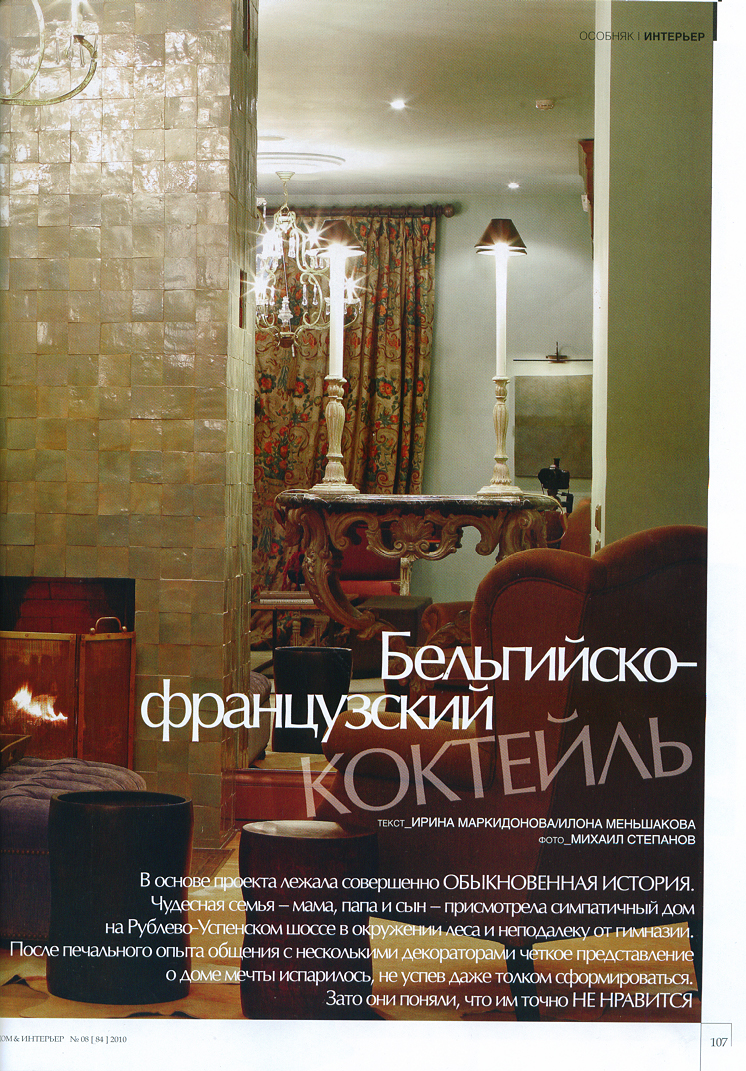 ОСОБНЯК | ИНТЕРЬЕР
Бельгийско-
французский
КОКТЕЙЛЬ
ТЕКСТ_ИРИНА МАРКИДОНОВА/ИЛОНА МЕНЬШАКОВА
ФОТО_МИХАИЛ СТЕПАНОВ
В основе проекта лежала совершенно ОБЫКНОВЕННАЯ ИСТОРИЯ.
Чудесная семья – мама, папа и сын – присмотрела симпатичный дом
на Рублево-Успенском шоссе в окружении леса и неподалеку от гимназии.
После печального опыта общения с несколькими декораторами четкое представление
о доме мечты испарилось, не успев даже толком сформироваться.
Зато они поняли, что им точно НЕ НРАВИТСЯ
ОМ & ИНТЕРЬЕР № 08 [ 84 ] 2010
107